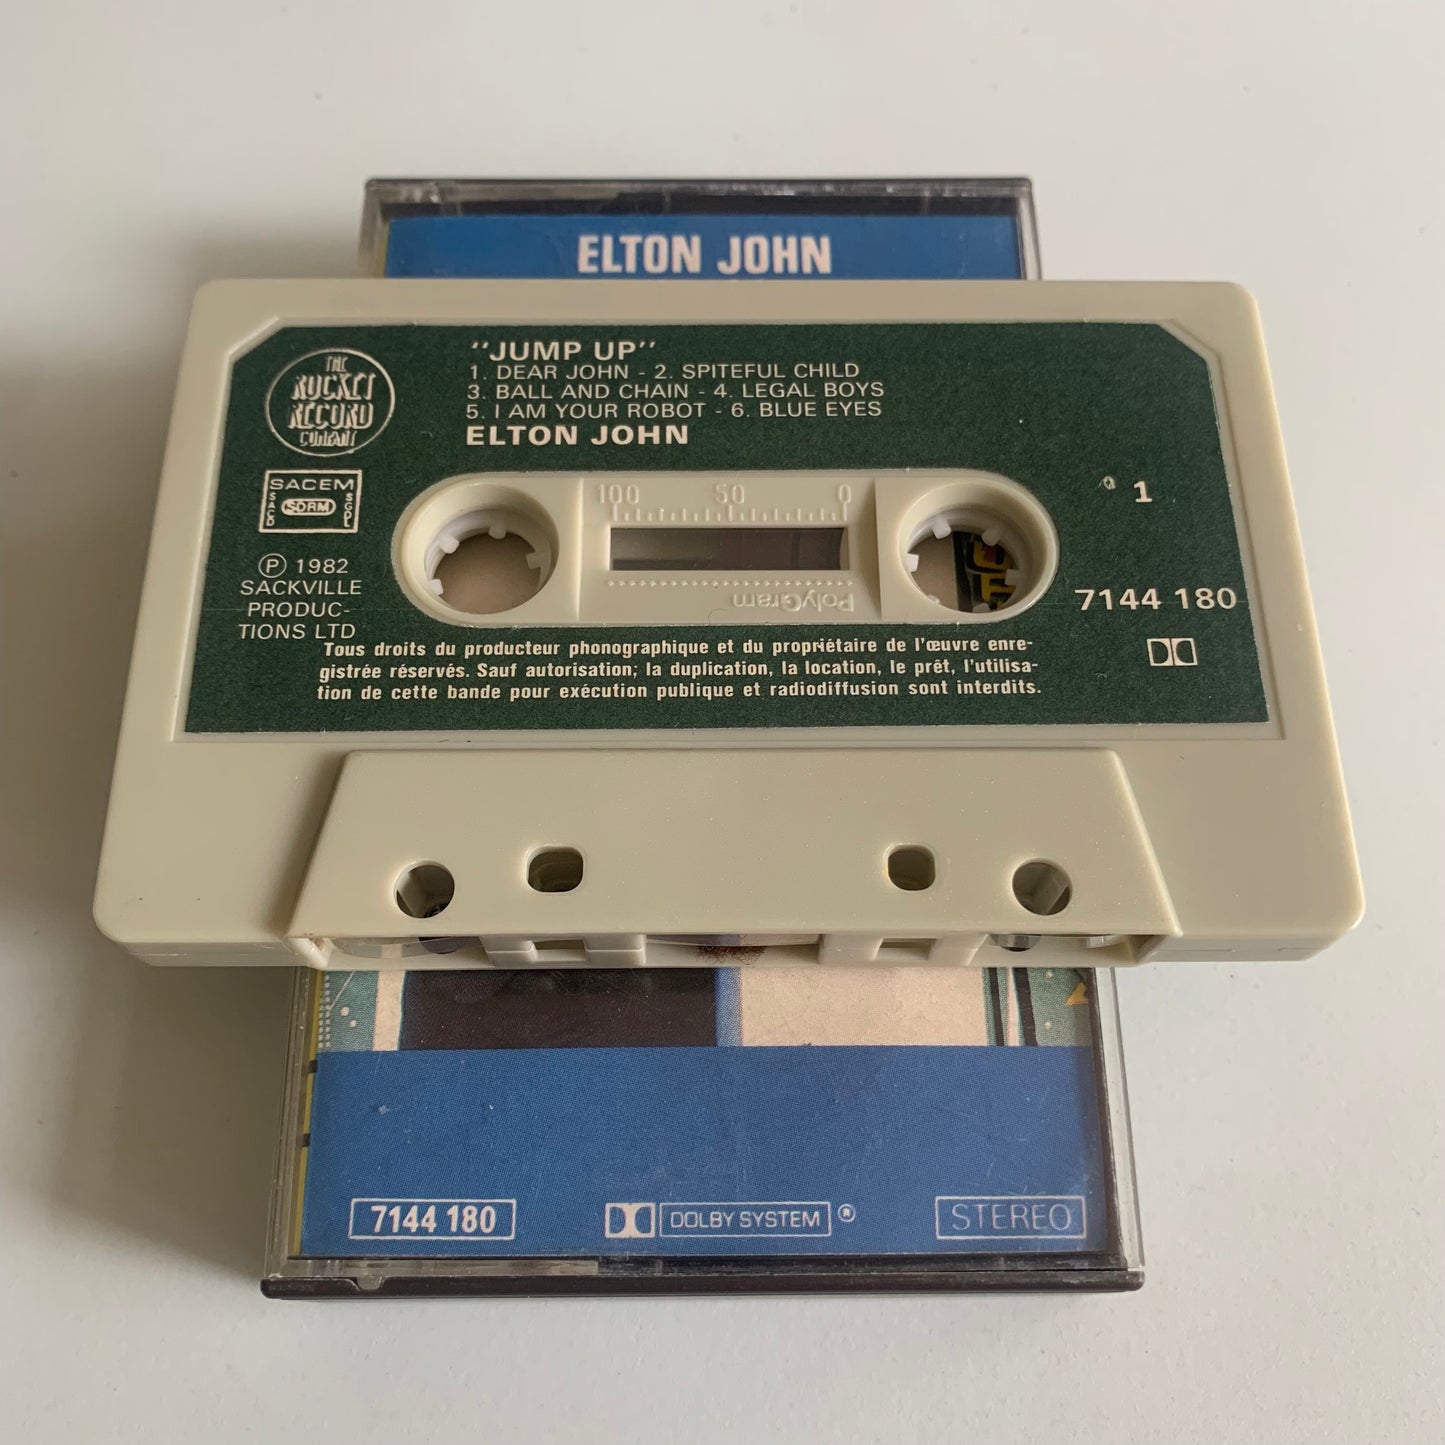 ELTON JOHN
THE
ROCKET
RECORD
COMPANY
"JUMP UP"
1. DEAR JOHN - 2. SPITEFUL CHILD
3. BALL AND CHAIN - 4. LEGAL BOYS
5. I AM YOUR ROBOT - 6. BLUE EYES
ELTON JOHN
SACEM
SACD
SDRM
SGDL
100 50 0
1
Ⓟ 1982
SACKVILLE
PRODUC-
TIONS LTD
PolyGram
7144 180
Tous droits du producteur phonographique et du propriétaire de l'œuvre enre-
gistrée réservés. Sauf autorisation; la duplication, la location, le prêt, l'utilisa-
tion de cette bande pour exécution publique et radiodiffusion sont interdits.
7144 180
DOLBY SYSTEM ®
STEREO